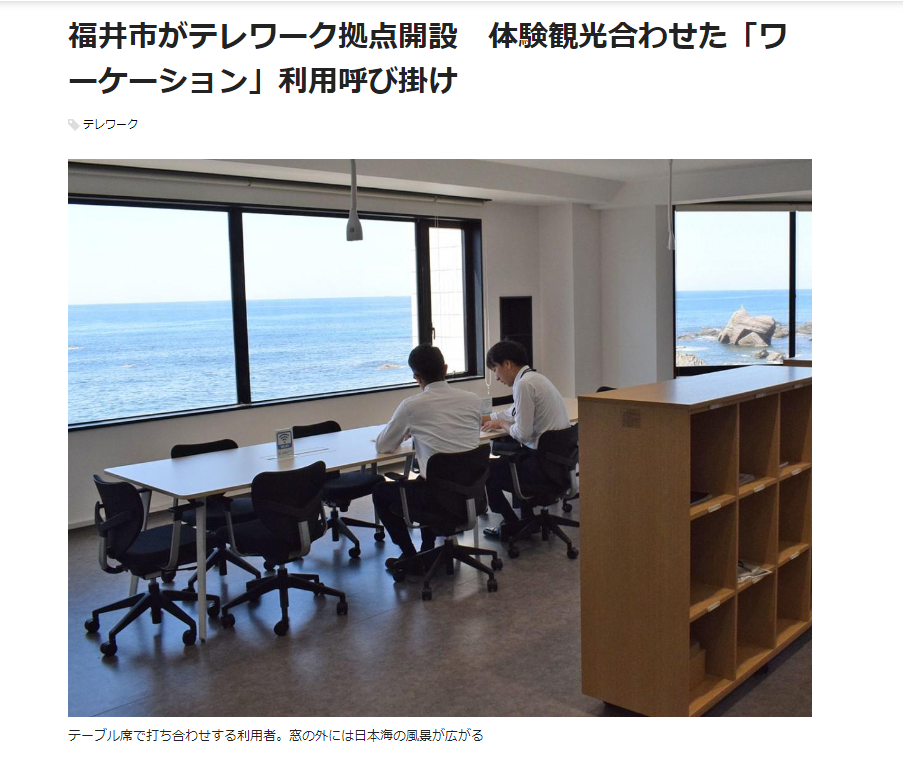 福井市がテレワーク拠点開設　体験観光合わせた「ワ
ーケーション」利用呼び掛け
テレワーク
テーブル席で打ち合わせする利用者。窓の外には日本海の風景が広がる